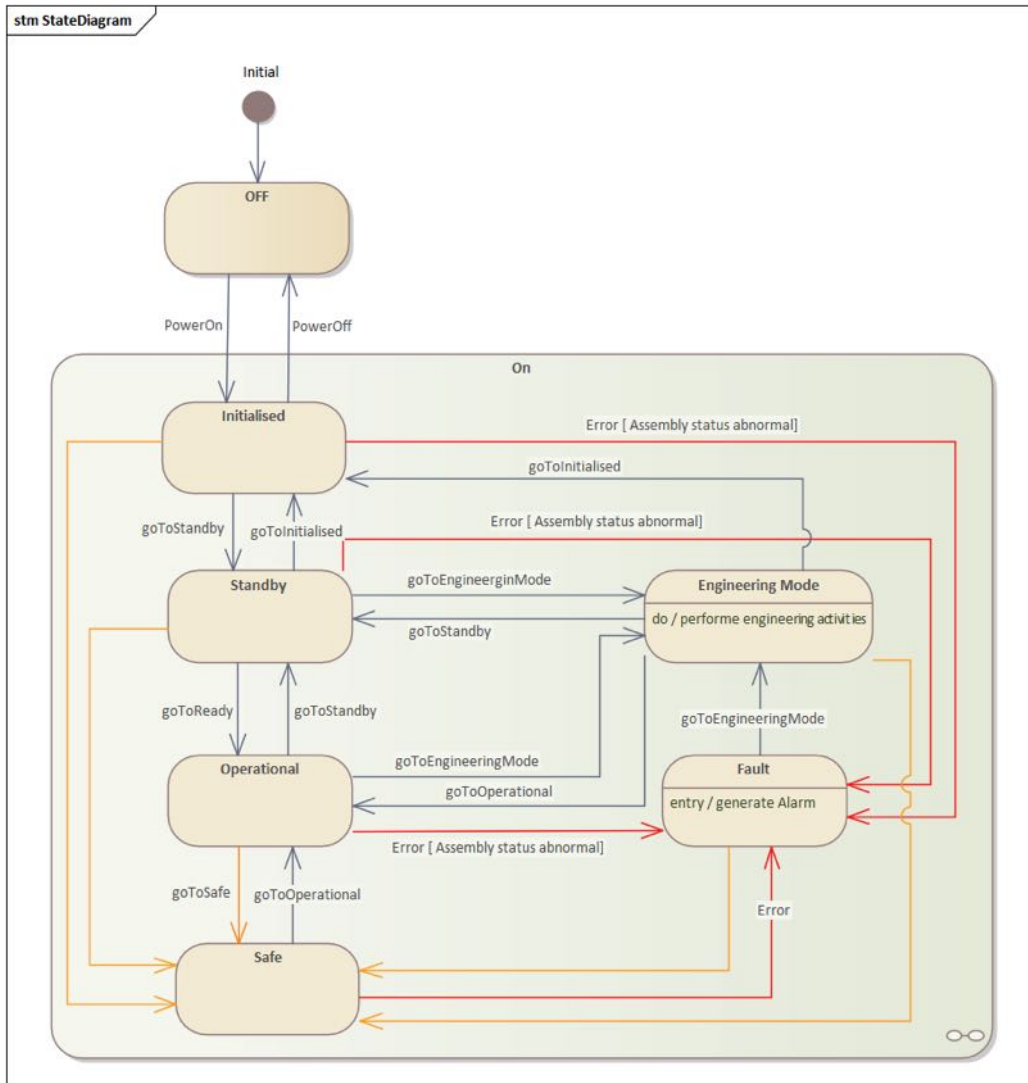 stm StateDiagram
Initial
OFF
PowerOn
PowerOff
On
Initialised
Error [ Assembly status abnormal]
goToInitialised
goToStandby
goToInitialised
Error [ Assembly status abnormal]
Standby
goToEngineerginMode
goToStandby
Engineering Mode
do / performe engineering activities
goToReady
goToStandby
goToEngineeringMode
Operational
goToEngineeringMode
goToOperational
Fault
entry / generate Alarm
Error [ Assembly status abnormal]
goToSafe
goToOperational
Error
Safe